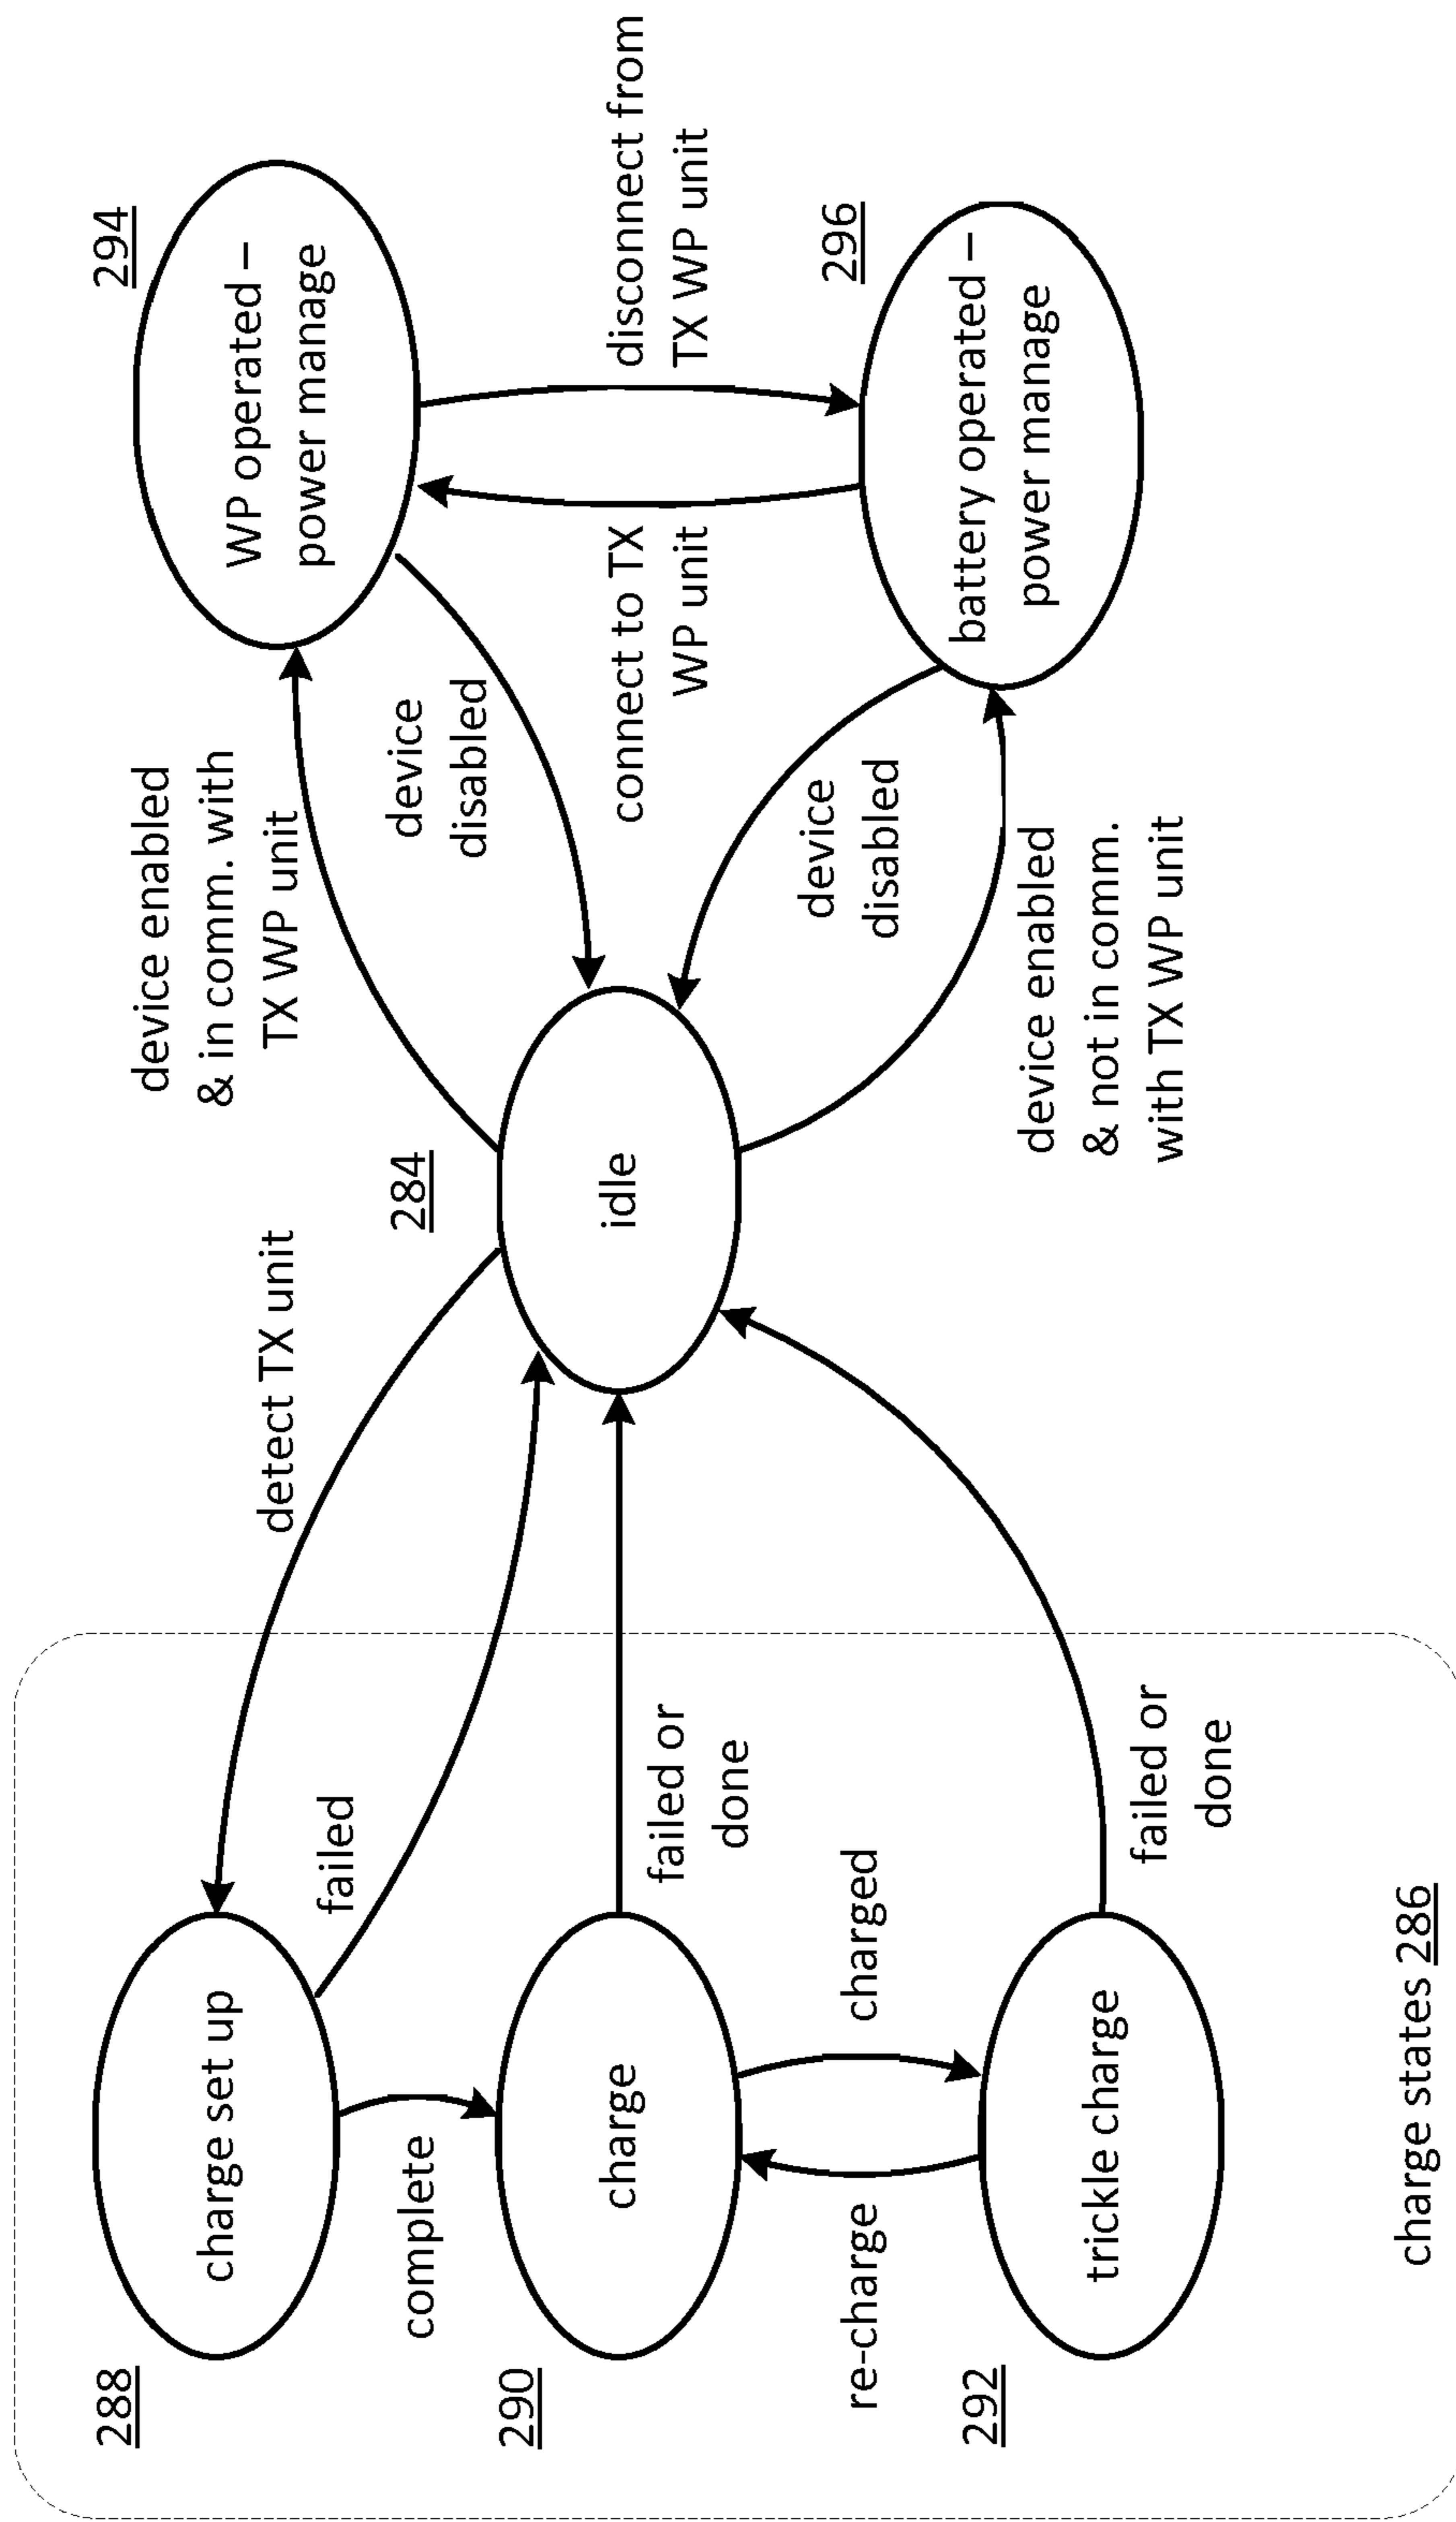 288
charge set up
detect TX unit
failed
complete
290
charge
failed or
done
re-charge
charged
292
trickle charge
failed or
done
charge states 286
284
idle
device enabled
& in comm. with
TX WP unit
device
disabled
294
WP operated –
power manage
connect to TX
WP unit
disconnect from
TX WP unit
device
disabled
device enabled
& not in comm.
with TX WP unit
296
battery operated –
power manage